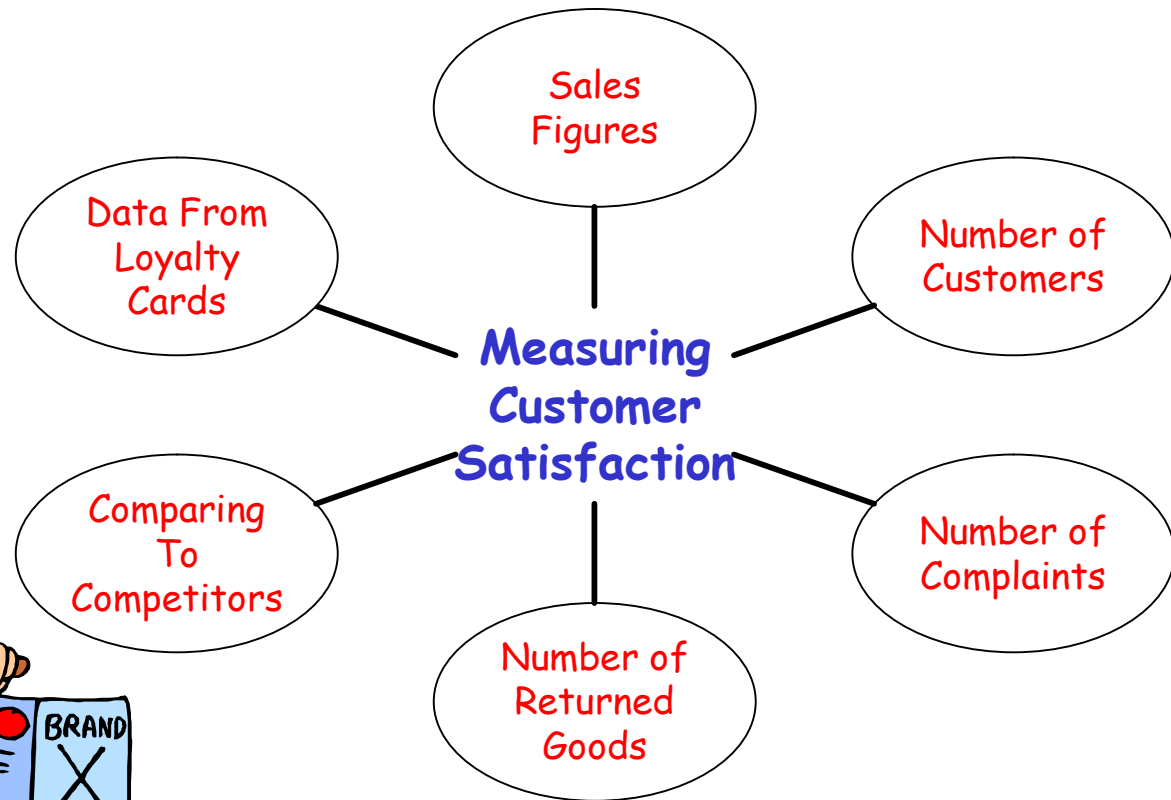 Sales
Figures
Data From
Loyalty
Cards
Number of
Customers
Measuring
Customer
Satisfaction
Comparing
To
Competitors
Number of
Complaints
Number of
Returned
Goods
BRAND
X